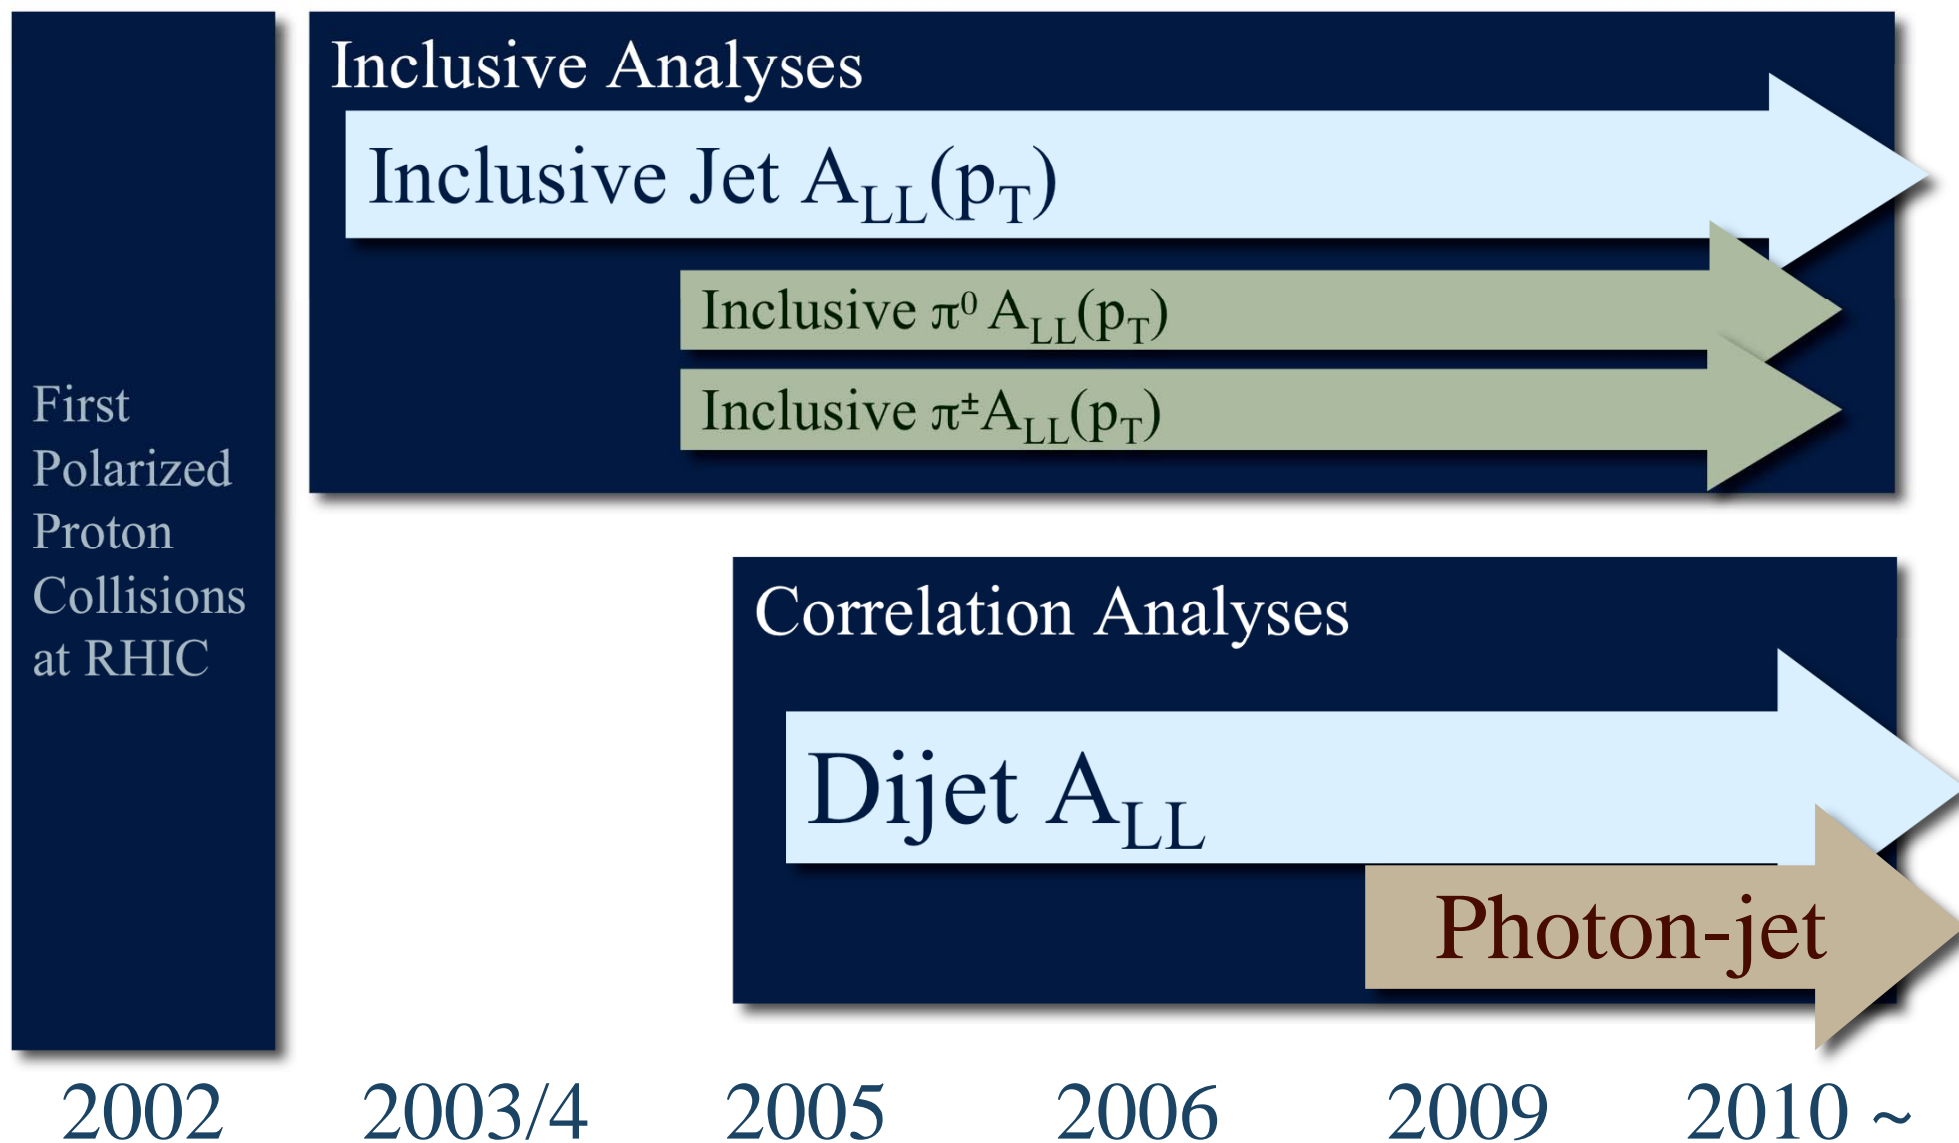 First
Polarized
Proton
Collisions
at RHIC
Inclusive Analyses
Inclusive Jet A_LL(p_T)
Inclusive π⁰ A_LL(p_T)
Inclusive π±A_LL(p_T)
Correlation Analyses
Dijet A_LL
Photon-jet
2002 2003/4 2005 2006 2009 2010 ~